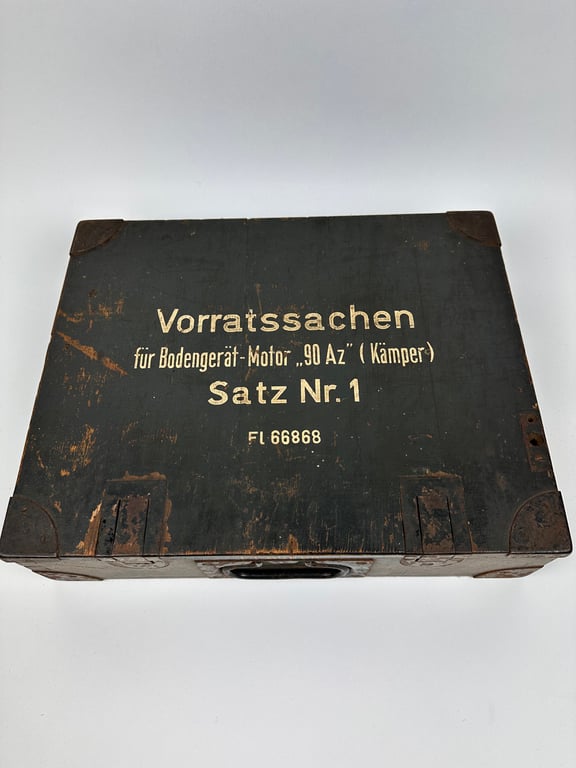 Vorratssachen
für Bodengerät-Motor „90 Az" (Kämper)
Satz Nr. 1
Fl 66868